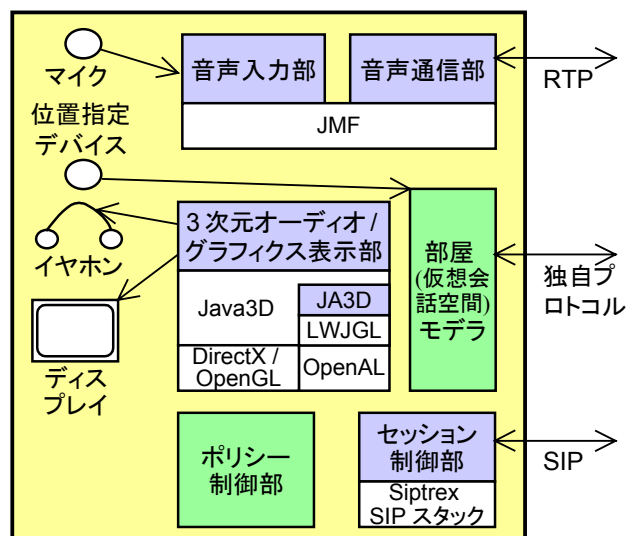 マイク
音声入力部
音声通信部
RTP
JMF
位置指定
デバイス
イヤホン
3 次元オーディオ /
グラフィクス表示部
Java3D
JA3D
LWJGL
DirectX /
OpenGL
OpenAL
部屋
(仮想会
話空間)
モデラ
独自プ
ロトコル
ディス
プレイ
ポリシー
制御部
セッション
制御部
SIP
Siptrex
SIP スタック